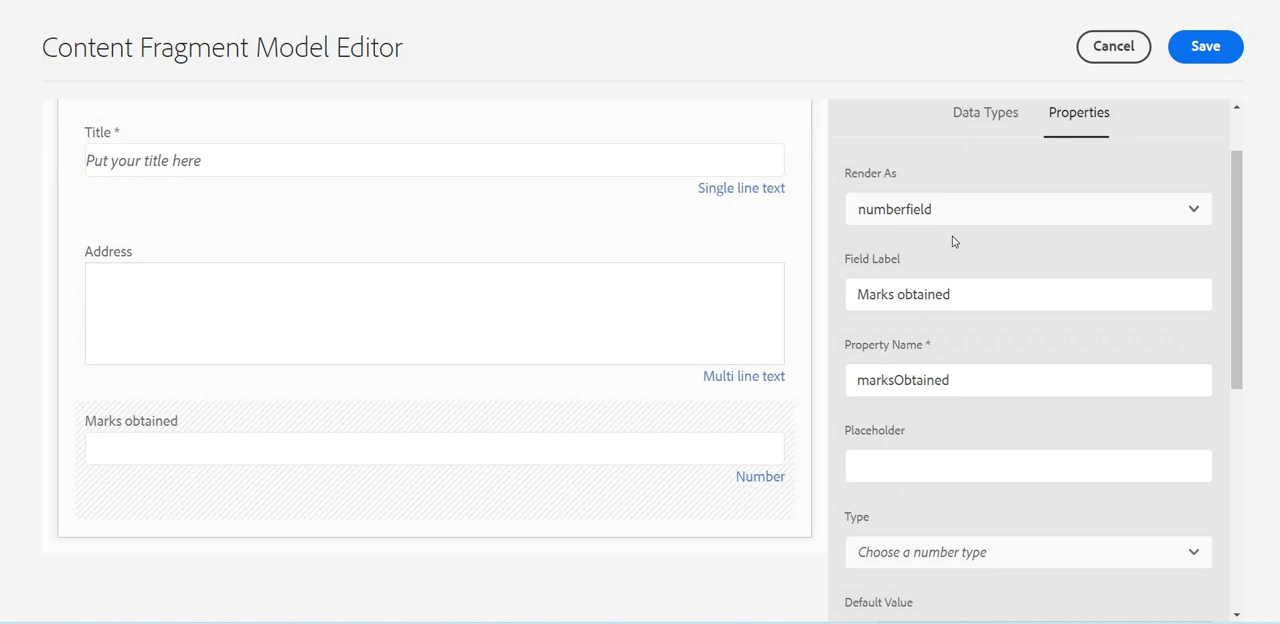 Content Fragment Model Editor
Cancel
Save
Title *
Put your title here
Single line text
Address
Multi line text
Marks obtained
Number
Data Types
Properties
Render As
numberfield
Field Label
Marks obtained
Property Name *
marksObtained
Placeholder
Type
Choose a number type
Default Value